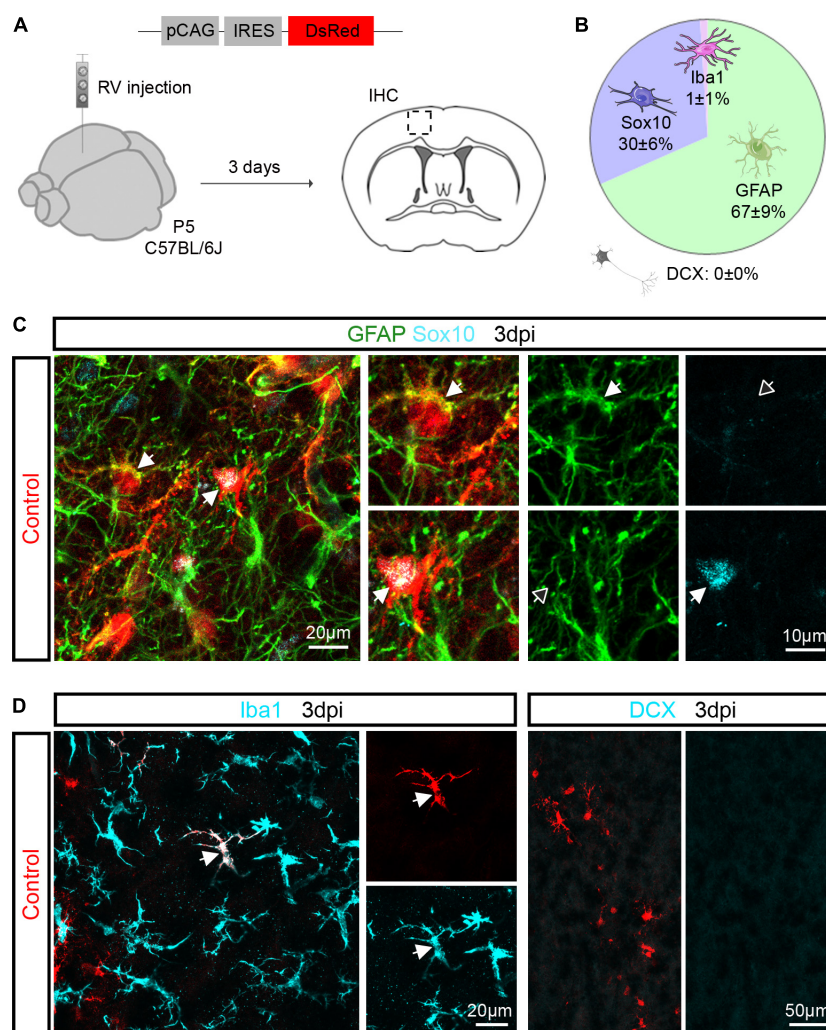 A
pCAG IRES DsRed
RV injection
IHC
3 days
P5
C57BL/6J
B
Iba1
1±1%
Sox10
30±6%
GFAP
67±9%
DCX: 0±0%
C
GFAP Sox10 3dpi
Control
20µm
10µm
D
Iba1 3dpi
DCX 3dpi
Control
20µm
50µm